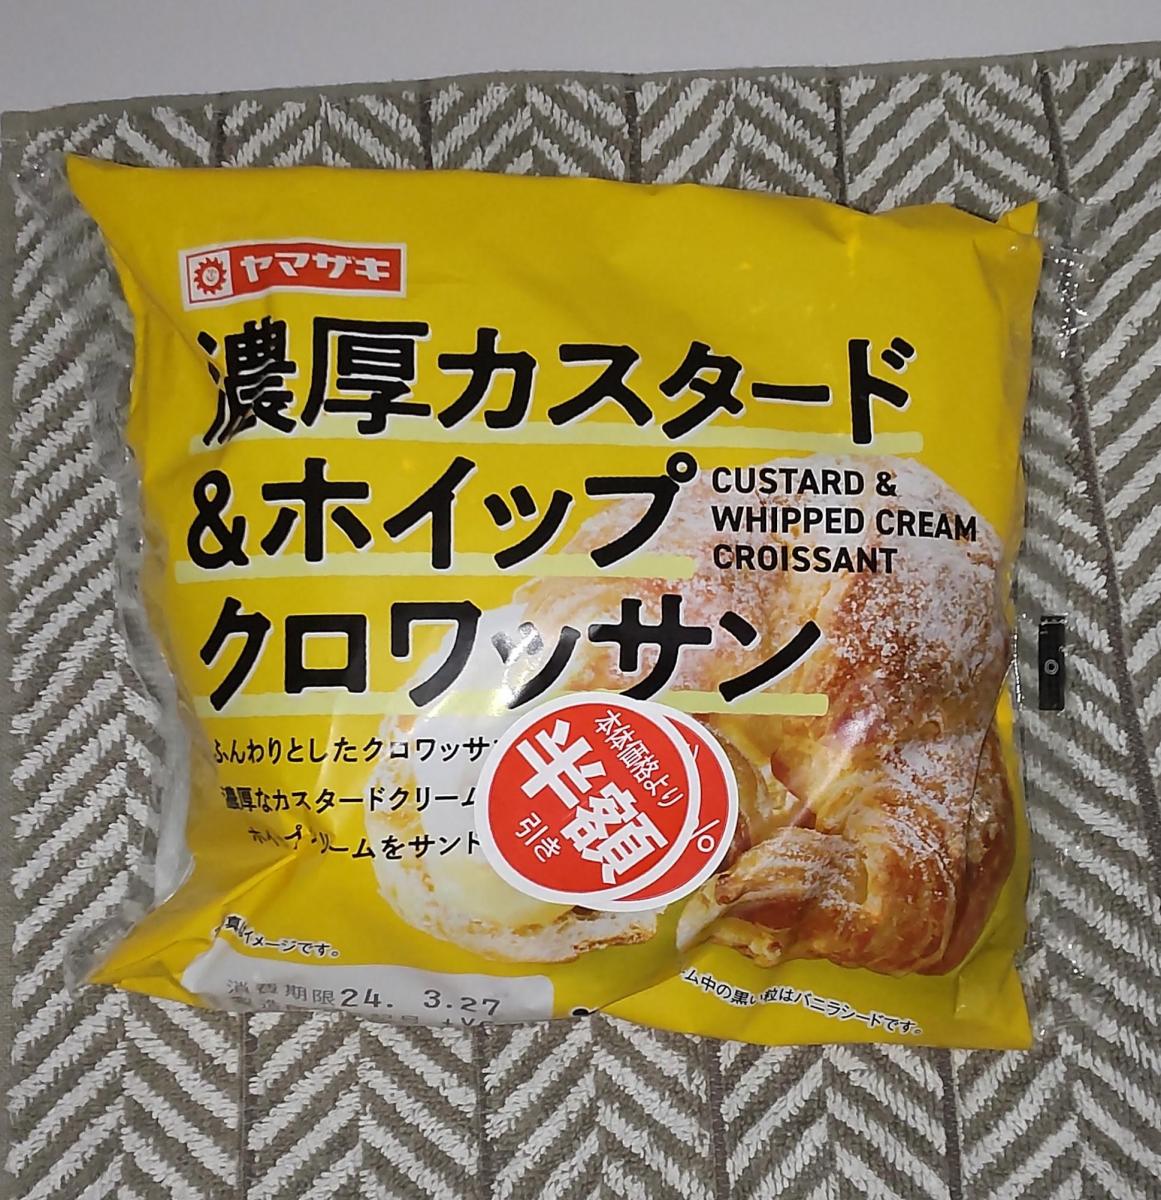 ヤマザキ
濃厚カスタード
&ホイップ
CUSTARD &
WHIPPED CREAM
CROISSANT
クロワッサン
ふんわりとしたクロワッサ
濃厚なカスタードクリーム
をサンド
本体価格より
半額
引き
イメージです。
消費期限24. 3.27
製造
ム中の黒い粒はバニラシードです。